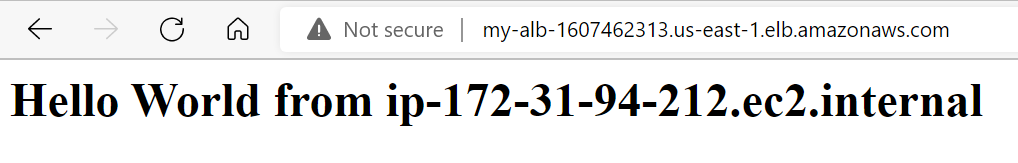 Not secure | my-alb-1607462313.us-east-1.elb.amazonaws.com
Hello World from ip-172-31-94-212.ec2.internal